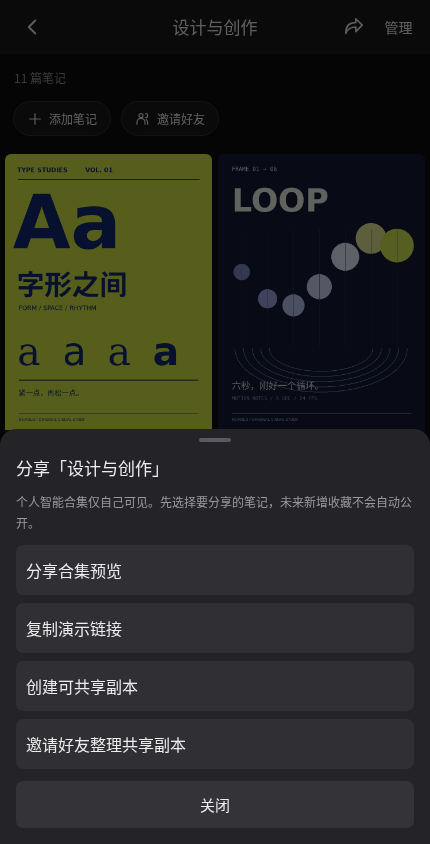 设计与创作
管理
11 篇笔记
添加笔记
邀请好友
TYPE STUDIES VOL. 01
FRAME 01 → 06
Aa
LOOP
字形之间
FORM / SPACE / RHYTHM
a a a a
紧一点，再松一点。
六秒，刚好一个循环。
MOTION NOTES / 6 SEC / 24 FPS
分享「设计与创作」
个人智能合集仅自己可见。先选择要分享的笔记，未来新增收藏不会自动公
开。
分享合集预览
复制演示链接
创建可共享副本
邀请好友整理共享副本
关闭